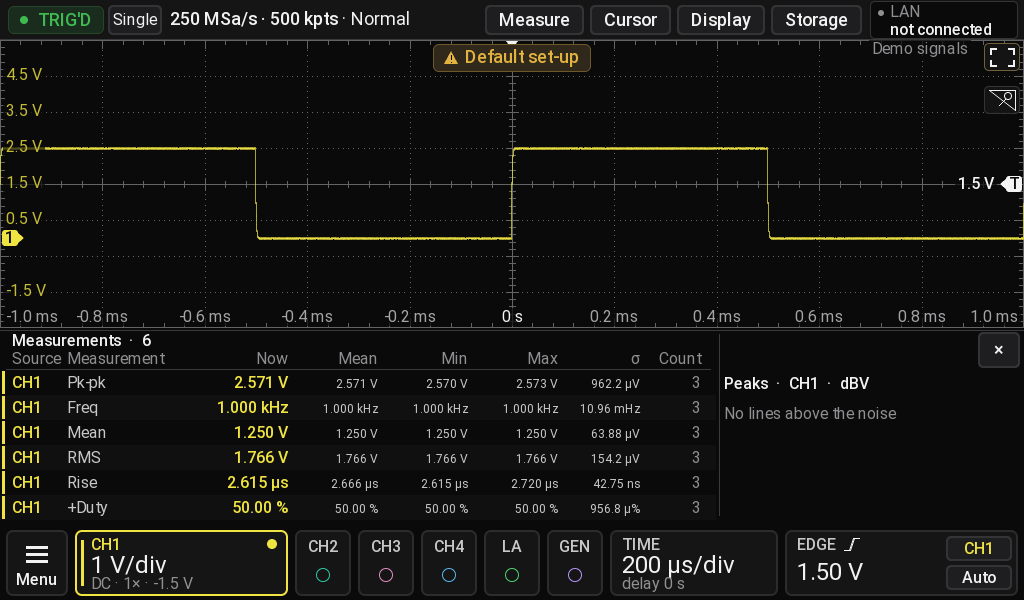 TRIG'D Single 250 MSa/s · 500 kpts · Normal Measure Cursor Display Storage LAN
not connected
Default set-up Demo signals
4.5 V
3.5 V
2.5 V
1.5 V 1.5 V T
0.5 V
1
-1.5 V
-1.0 ms -0.8 ms -0.6 ms -0.4 ms -0.2 ms 0 s 0.2 ms 0.4 ms 0.6 ms 0.8 ms 1.0 ms
Measurements · 6
Source Measurement Now Mean Min Max σ Count
CH1 Pk-pk 2.571 V 2.571 V 2.570 V 2.573 V 962.2 µV 3
CH1 Freq 1.000 kHz 1.000 kHz 1.000 kHz 1.000 kHz 10.96 mHz 3
CH1 Mean 1.250 V 1.250 V 1.250 V 1.250 V 63.88 µV 3
CH1 RMS 1.766 V 1.766 V 1.766 V 1.766 V 154.2 µV 3
CH1 Rise 2.615 µs 2.666 µs 2.615 µs 2.720 µs 42.75 ns 3
CH1 +Duty 50.00 % 50.00 % 50.00 % 50.00 % 956.8 µ% 3
×
Peaks · CH1 · dBV
No lines above the noise
Menu
CH1
1 V/div
DC · 1× · -1.5 V
CH2
CH3
CH4
LA
GEN
TIME
200 µs/div
delay 0 s
EDGE
1.50 V
CH1
Auto